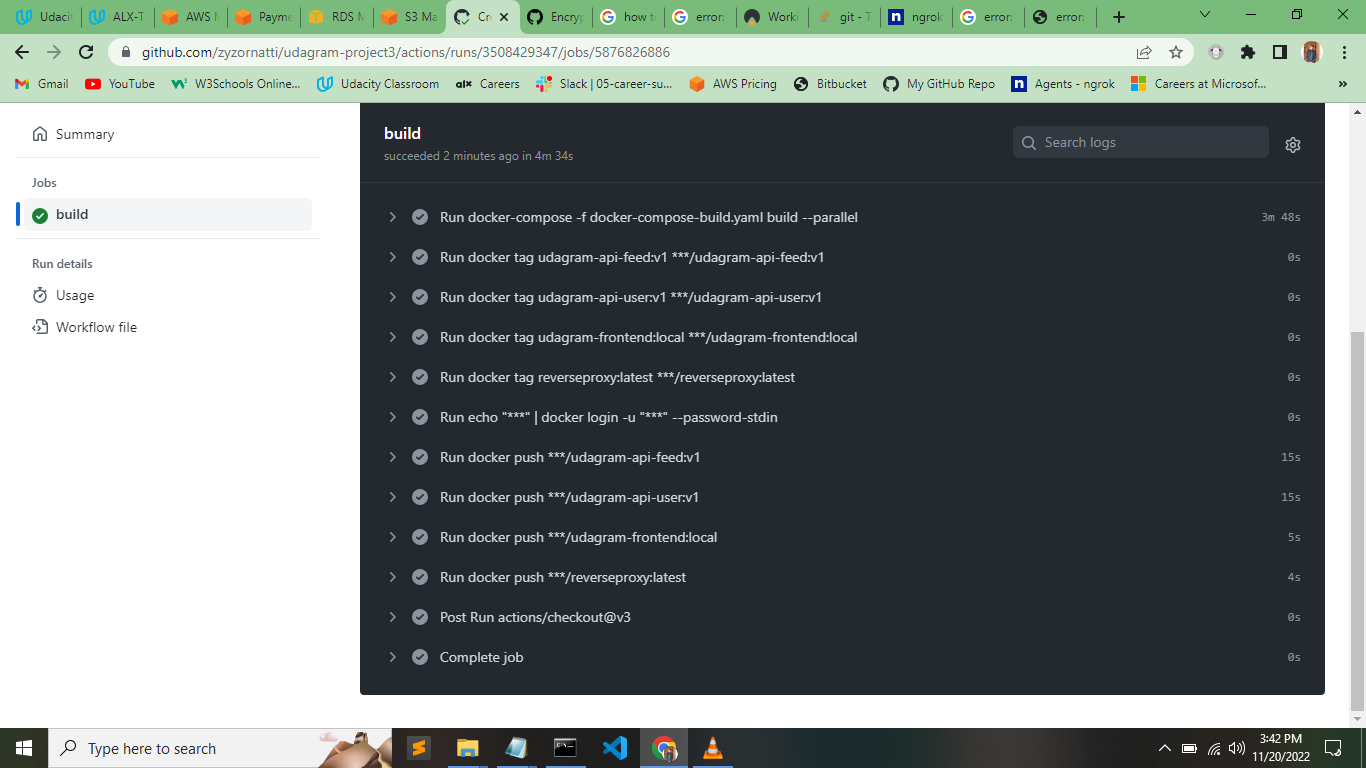 Udacit
ALX-T
AWS M
Payme
RDS M
S3 Ma
Cre
Encryp
how t
error:
Worki
git - T
ngrok
error:
error:
github.com/zyzornatti/udagram-project3/actions/runs/3508429347/jobs/5876826886
Gmail
YouTube
W3Schools Online...
Udacity Classroom
alx Careers
Slack | 05-career-su...
AWS Pricing
Bitbucket
My GitHub Repo
Agents - ngrok
Careers at Microsof...
»
Summary
Jobs
build
Run details
Usage
Workflow file
build
succeeded 2 minutes ago in 4m 34s
Search logs
Run docker-compose -f docker-compose-build.yaml build --parallel 3m 48s
Run docker tag udagram-api-feed:v1 ***/udagram-api-feed:v1 0s
Run docker tag udagram-api-user:v1 ***/udagram-api-user:v1 0s
Run docker tag udagram-frontend:local ***/udagram-frontend:local 0s
Run docker tag reverseproxy:latest ***/reverseproxy:latest 0s
Run echo "***" | docker login -u "***" --password-stdin 0s
Run docker push ***/udagram-api-feed:v1 15s
Run docker push ***/udagram-api-user:v1 15s
Run docker push ***/udagram-frontend:local 5s
Run docker push ***/reverseproxy:latest 4s
Post Run actions/checkout@v3 0s
Complete job 0s
Type here to search
3:42 PM
11/20/2022